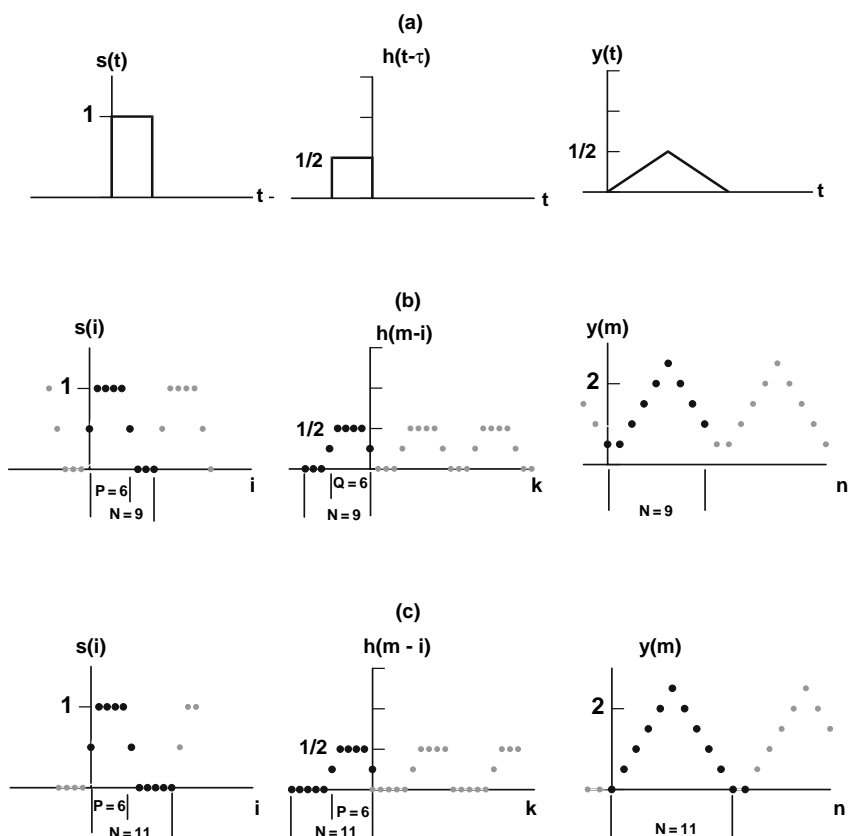 (a)
s(t)
h(t-τ)
y(t)
1
1/2
1/2
t -
t
t
(b)
s(i)
h(m-i)
y(m)
1
1/2
2
P = 6
N = 9
i
Q = 6
N = 9
k
N = 9
n
(c)
s(i)
h(m - i)
y(m)
1
1/2
2
P = 6
N = 11
i
P = 6
N = 11
k
N = 11
n